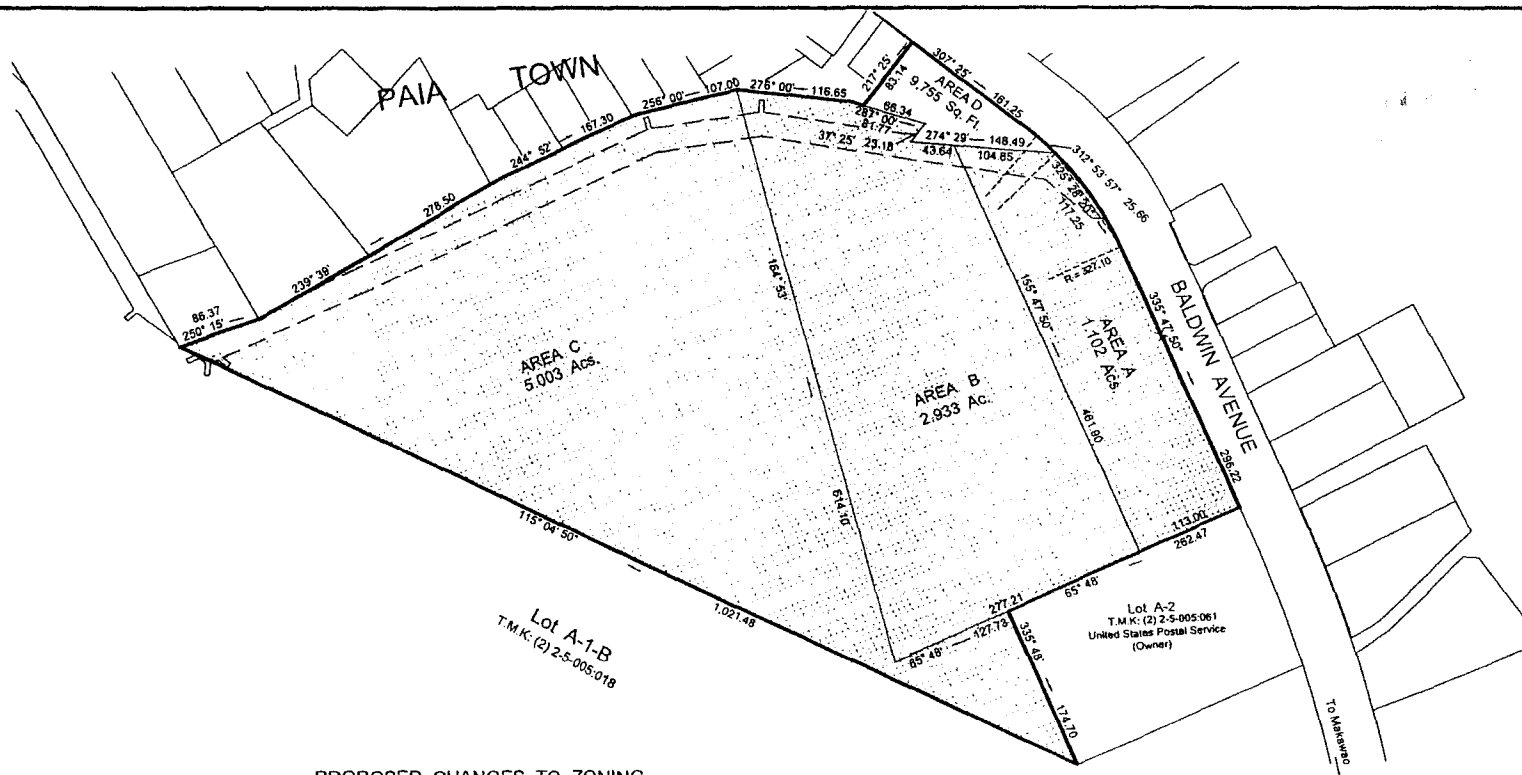 PAIA TOWN
307° 25' 161.25
217° 25'
83.14
AREA D
9,755 Sq. Ft.
256° 00' 107.00
276° 00' 116.65
66.34
282° 00'
81.77
37° 25' 23.18
274° 29' 148.49
43.64
104.85
312° 53' 57"
25.66
325° 28' 20"
117.25
244° 52' 167.30
278.50
239° 39'
86.37
250° 15'
164° 53'
155° 47' 50"
R = 327.10
335° 47' 50"
BALDWIN AVENUE
AREA A
1.102 Acs.
AREA C
5.003 Acs.
AREA B
2.933 Ac.
461.90
296.22
614.10
113.00
262.47
115° 04' 50"
1,021.48
277.21
65° 48'
65° 48' 127.73
335° 48'
174.70
Lot A-2
T.M.K: (2) 2-5-005:061
United States Postal Service
(Owner)
Lot A-1-B
T.M.K: (2) 2-5-005:018
To Makawao
PROPOSED CHANGES TO ZONING